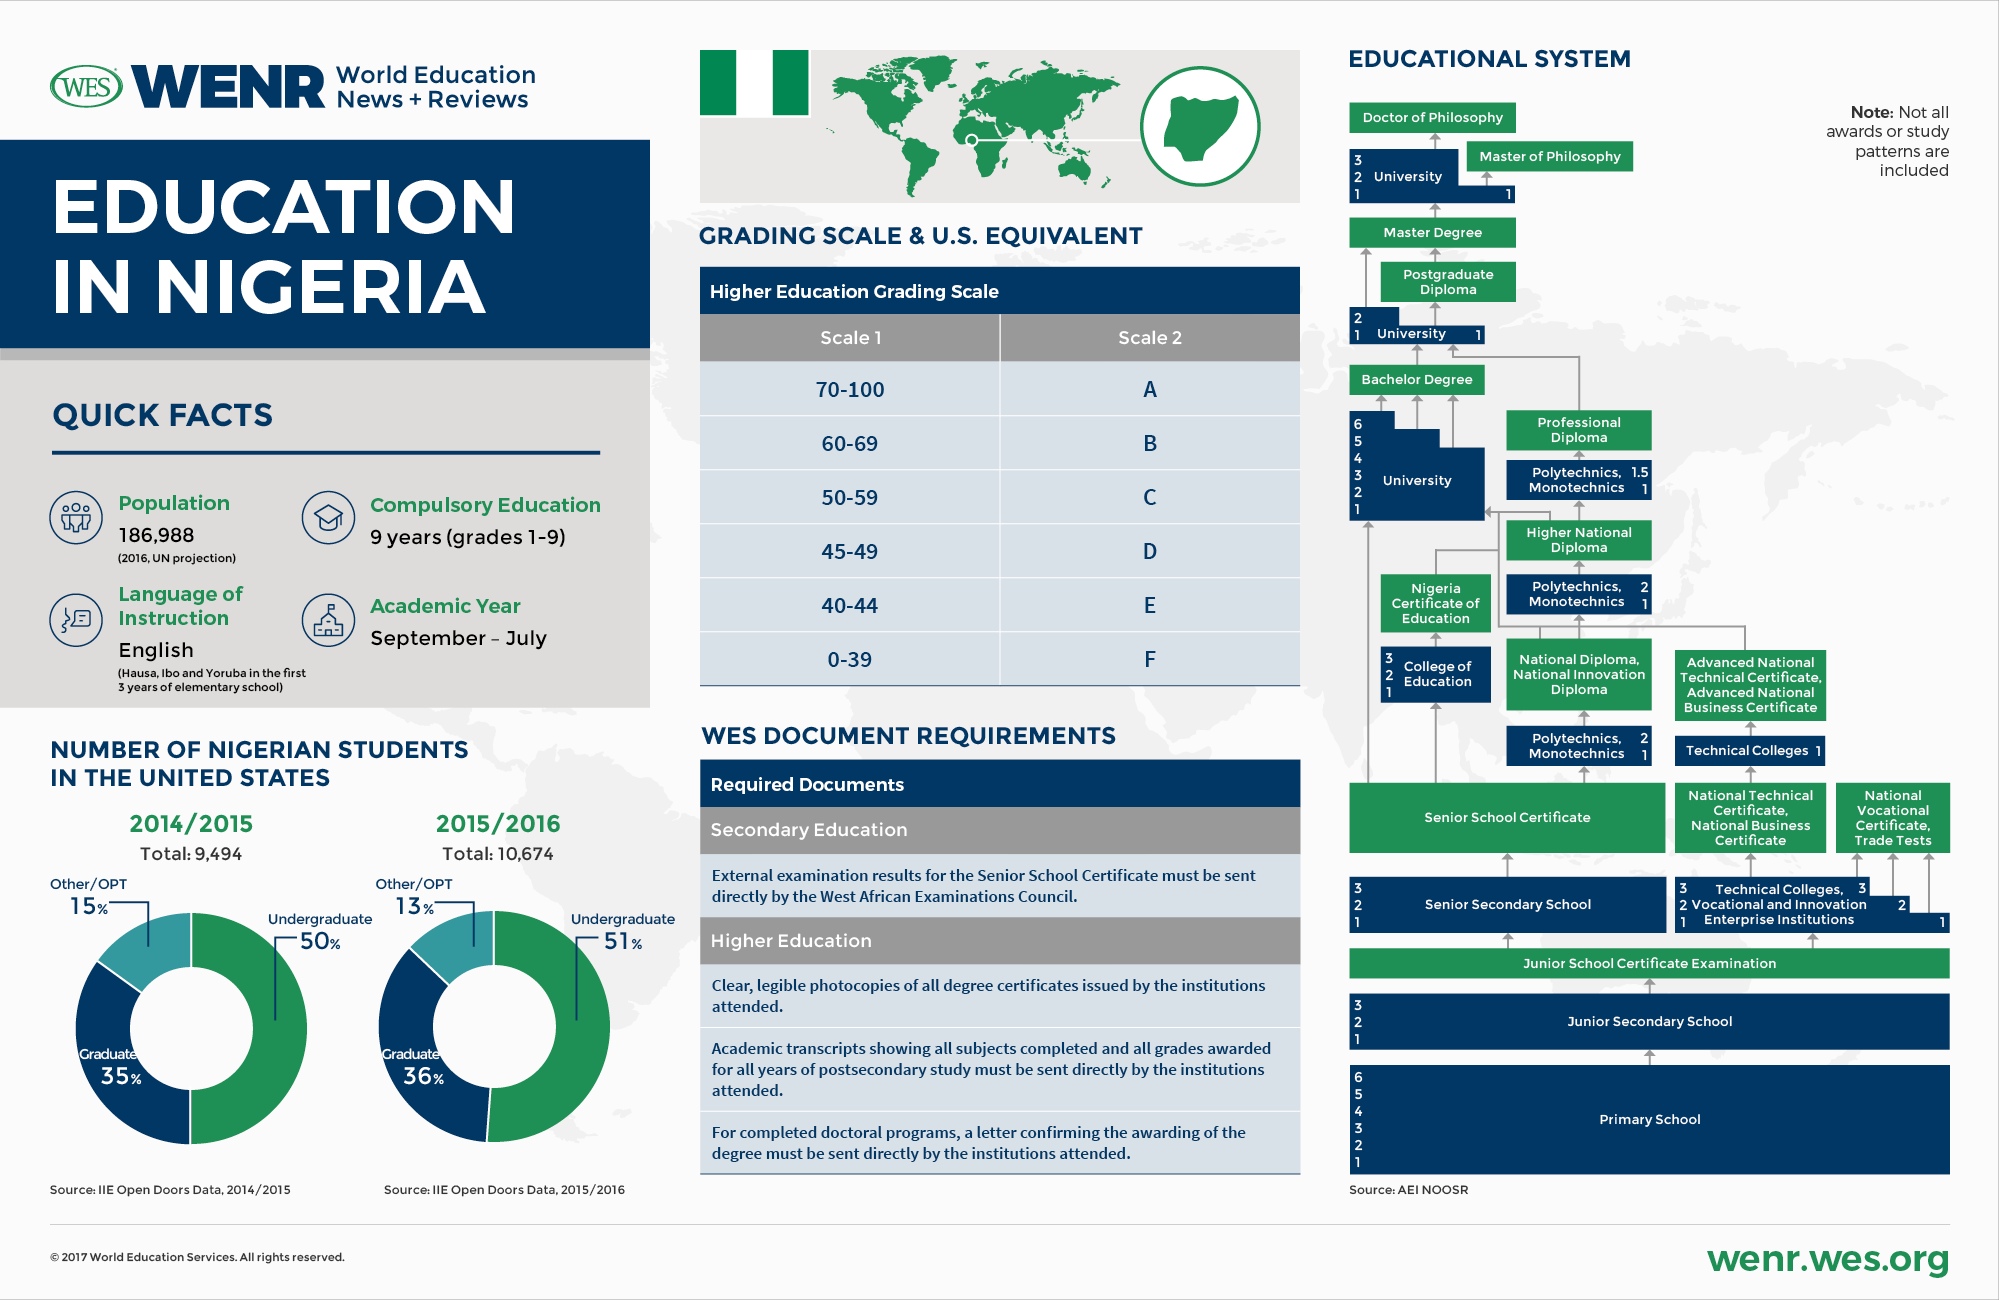 WES
WENR
World Education
News + Reviews
EDUCATION
IN NIGERIA
QUICK FACTS
Population
186,988
(2016, UN projection)
Compulsory Education
9 years (grades 1-9)
Language of
Instruction
English
(Hausa, Ibo and Yoruba in the first
3 years of elementary school)
Academic Year
September – July
NUMBER OF NIGERIAN STUDENTS
IN THE UNITED STATES
2014/2015
Total: 9,494
Other/OPT
15%
Undergraduate
50%
Graduate
35%
Source: IIE Open Doors Data, 2014/2015
2015/2016
Total: 10,674
Other/OPT
13%
Undergraduate
51%
Graduate
36%
Source: IIE Open Doors Data, 2015/2016
GRADING SCALE & U.S. EQUIVALENT
Higher Education Grading Scale
Scale 1 Scale 2
70-100 A
60-69 B
50-59 C
45-49 D
40-44 E
0-39 F
WES DOCUMENT REQUIREMENTS
Required Documents
Secondary Education
External examination results for the Senior School Certificate must be sent
directly by the West African Examinations Council.
Higher Education
Clear, legible photocopies of all degree certificates issued by the institutions
attended.
Academic transcripts showing all subjects completed and all grades awarded
for all years of postsecondary study must be sent directly by the institutions
attended.
For completed doctoral programs, a letter confirming the awarding of the
degree must be sent directly by the institutions attended.
EDUCATIONAL SYSTEM
Note: Not all
awards or study
patterns are
included
Doctor of Philosophy
Master of Philosophy
3
2 University
1 1
Master Degree
Postgraduate
Diploma
2
1 University 1
Bachelor Degree
6
5
4
3 University
2
1
Professional
Diploma
Polytechnics, 1.5
Monotechnics 1
Higher National
Diploma
Polytechnics, 2
Monotechnics 1
Nigeria
Certificate of
Education
3 College of
2 Education
1
National Diploma,
National Innovation
Diploma
Polytechnics, 2
Monotechnics 1
Advanced National
Technical Certificate,
Advanced National
Business Certificate
Technical Colleges 1
Senior School Certificate
National Technical
Certificate,
National Business
Certificate
National
Vocational
Certificate,
Trade Tests
3
2 Senior Secondary School
1
3 Technical Colleges, 3
2 Vocational and Innovation 2
1 Enterprise Institutions 1
Junior School Certificate Examination
3
2 Junior Secondary School
1
6
5
4
3 Primary School
2
1
Source: AEI NOOSR
© 2017 World Education Services. All rights reserved.
wenr.wes.org